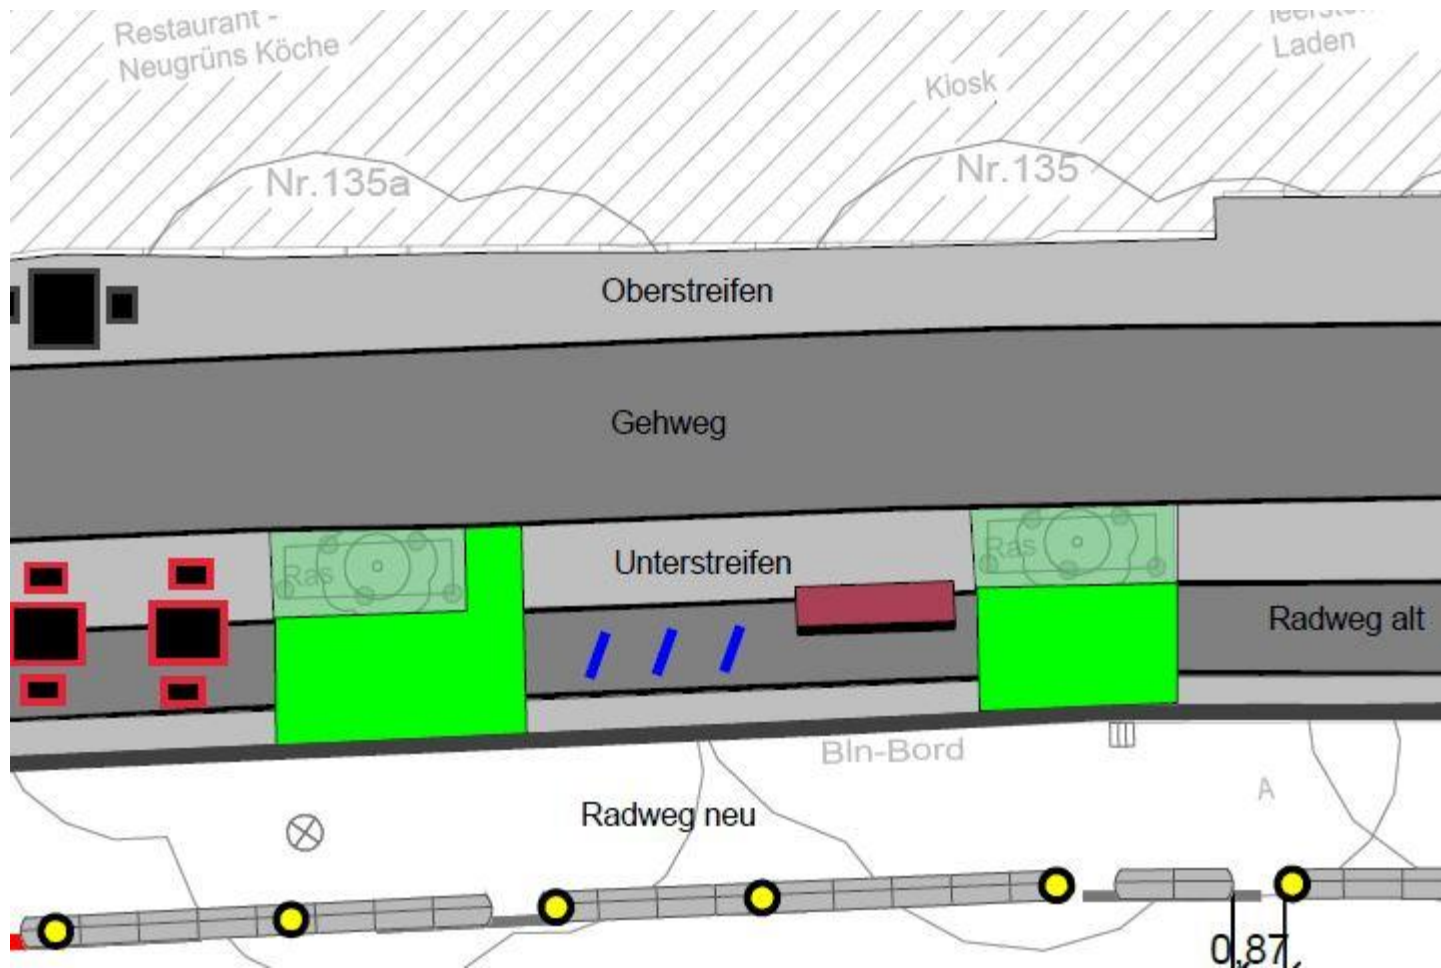 Restaurant -
Neugrüns Köche
Laden
Kiosk
Nr.135a
Nr.135
Oberstreifen
Gehweg
Ras
Unterstreifen
Ras
Radweg alt
Bln-Bord
A
Radweg neu
0,87